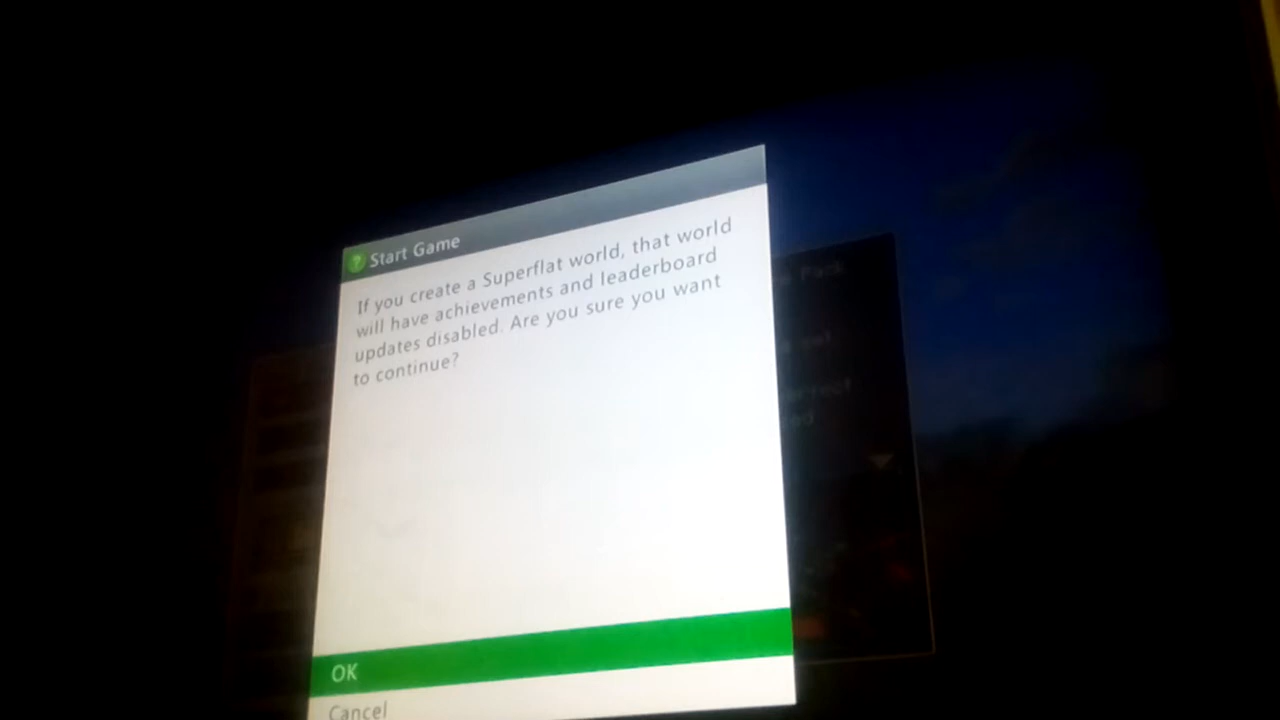 Start Game
If you create a Superflat world, that world
will have achievements and leaderboard
updates disabled. Are you sure you want
to continue?
OK
Cancel